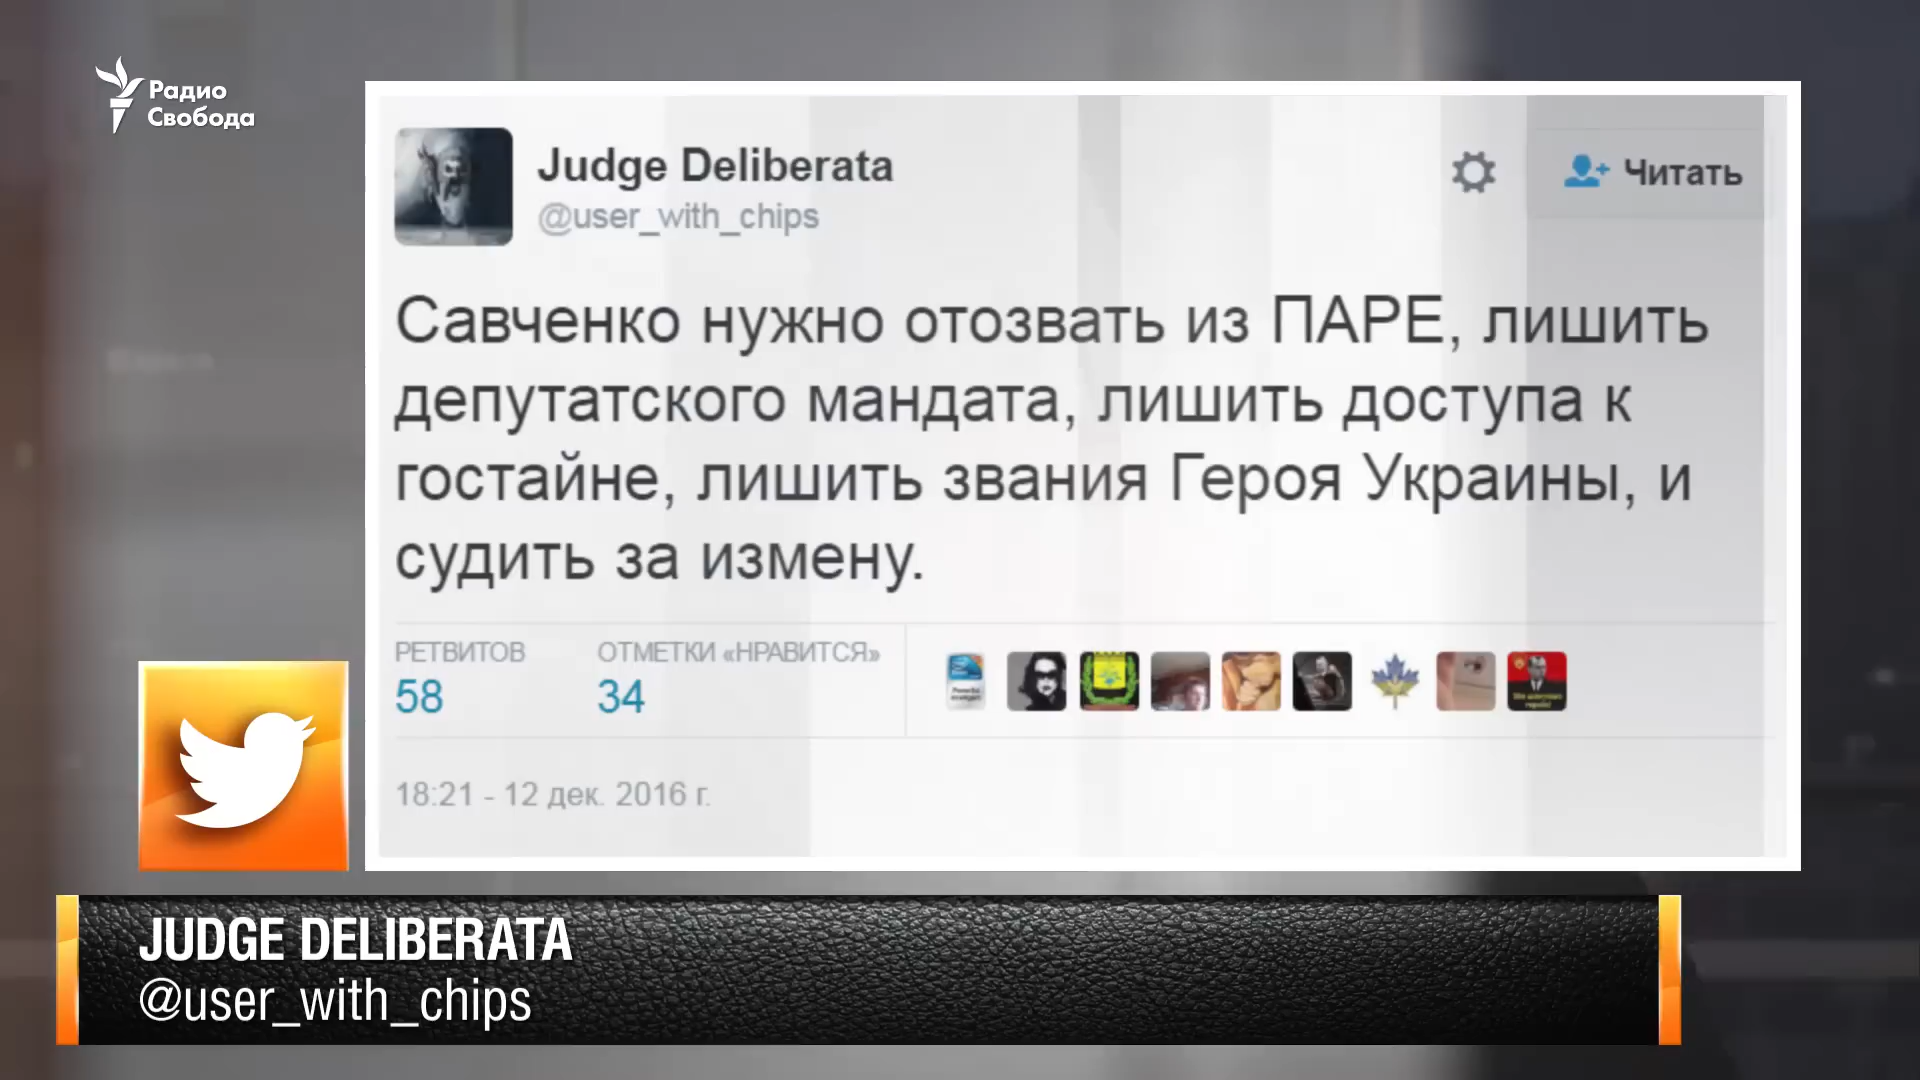 Радио
Свобода
Judge Deliberata
@user_with_chips
Читать
Савченко нужно отозвать из ПАРЕ, лишить
депутатского мандата, лишить доступа к
гостайне, лишить звания Героя Украины, и
судить за измену.
РЕТВИТОВ
58
ОТМЕТКИ «НРАВИТСЯ»
34
18:21 - 12 дек. 2016 г.
JUDGE DELIBERATA
@user_with_chips